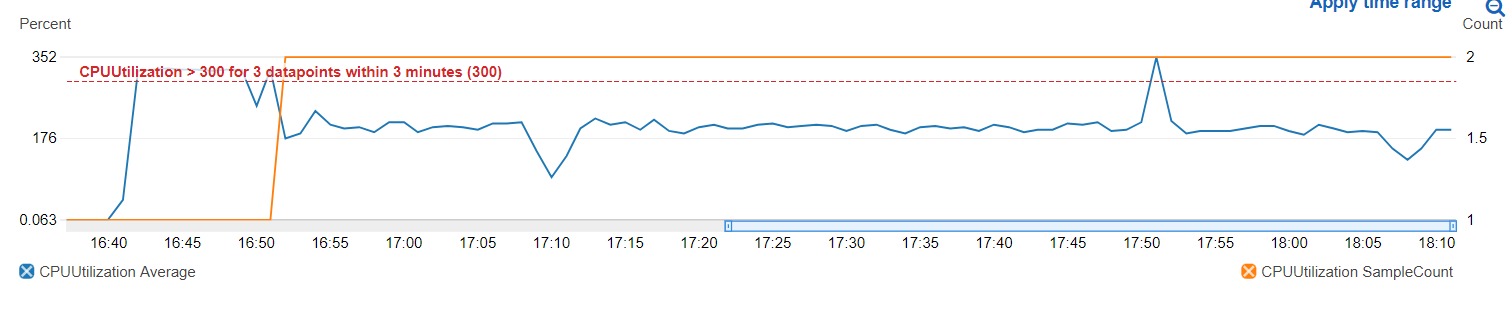 Apply time range
Percent
Count
352
CPUUtilization > 300 for 3 datapoints within 3 minutes (300)
2
176
1.5
0.063
1
16:40 16:45 16:50 16:55 17:00 17:05 17:10 17:15 17:20 17:25 17:30 17:35 17:40 17:45 17:50 17:55 18:00 18:05 18:10
CPUUtilization Average
CPUUtilization SampleCount